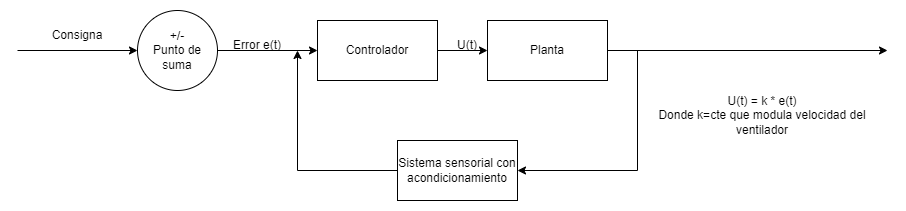 Consigna
+/-
Punto de
suma
Error e(t)
Controlador
U(t)
Planta
U(t) = k * e(t)
Donde k=cte que modula velocidad del
ventilador
Sistema sensorial con
acondicionamiento